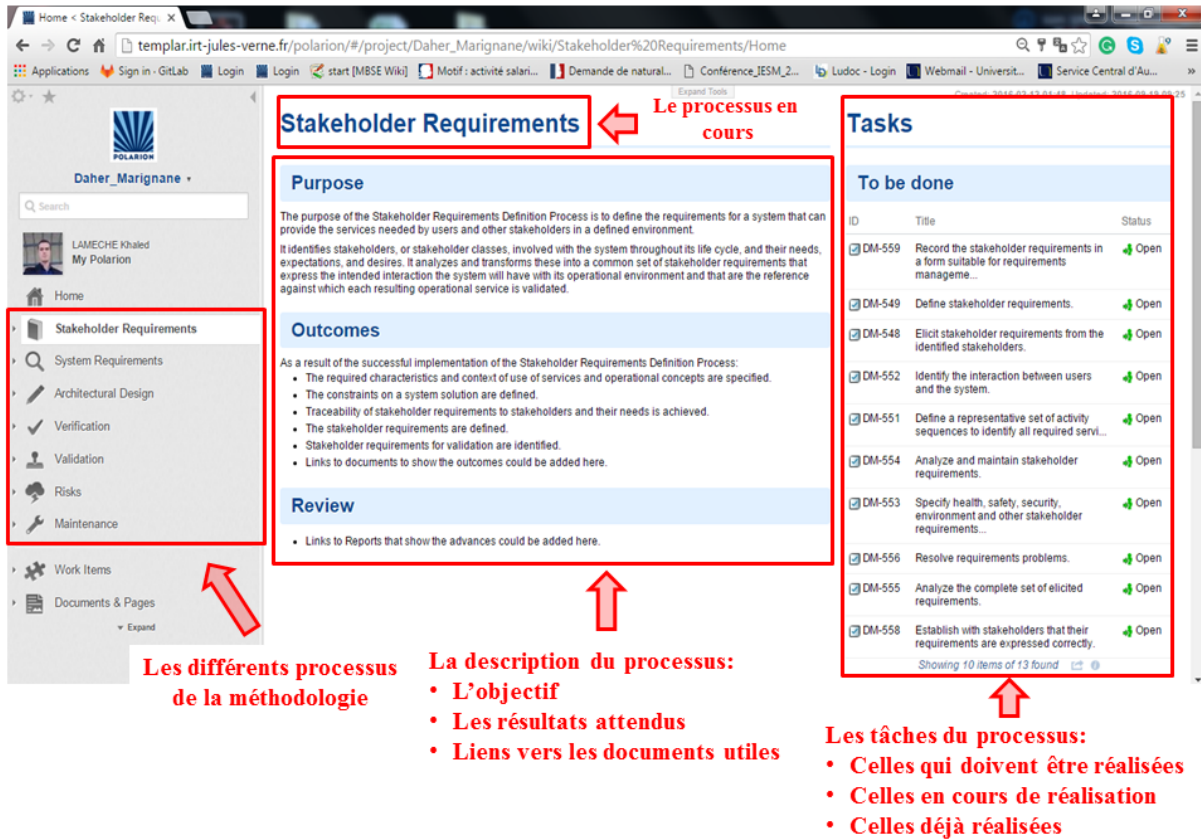 Home < Stakeholder Requ
templar.irt-jules-verne.fr/polarion/#/project/Daher_Marignane/wiki/Stakeholder%20Requirements/Home
Applications Sign in · GitLab Login Login start [MBSE Wiki] Motif : activité salari... Demande de natural... Conférence_IESM_2... Ludoc - Login Webmail - Universit... Service Central d'Au... »
Expand Tools
POLARION
Daher_Marignane
Search
LAMECHE Khaled
My Polarion
Home
Stakeholder Requirements
System Requirements
Architectural Design
Verification
Validation
Risks
Maintenance
Work Items
Documents & Pages
Expand
Les différents processus
de la méthodologie
Stakeholder Requirements
Le processus en
cours
Purpose
The purpose of the Stakeholder Requirements Definition Process is to define the requirements for a system that can
provide the services needed by users and other stakeholders in a defined environment.
It identifies stakeholders, or stakeholder classes, involved with the system throughout its life cycle, and their needs,
expectations, and desires. It analyzes and transforms these into a common set of stakeholder requirements that
express the intended interaction the system will have with its operational environment and that are the reference
against which each resulting operational service is validated.
Outcomes
As a result of the successful implementation of the Stakeholder Requirements Definition Process:
• The required characteristics and context of use of services and operational concepts are specified.
• The constraints on a system solution are defined.
• Traceability of stakeholder requirements to stakeholders and their needs is achieved.
• The stakeholder requirements are defined.
• Stakeholder requirements for validation are identified.
• Links to documents to show the outcomes could be added here.
Review
• Links to Reports that show the advances could be added here.
La description du processus:
• L'objectif
• Les résultats attendus
• Liens vers les documents utiles
Tasks
To be done
ID Title Status
DM-559 Record the stakeholder requirements in Open
a form suitable for requirements
manageme...
DM-549 Define stakeholder requirements. Open
DM-548 Elicit stakeholder requirements from the Open
identified stakeholders.
DM-552 Identify the interaction between users Open
and the system.
DM-551 Define a representative set of activity Open
sequences to identify all required servi...
DM-554 Analyze and maintain stakeholder Open
requirements.
DM-553 Specify health, safety, security, Open
environment and other stakeholder
requirements...
DM-556 Resolve requirements problems. Open
DM-555 Analyze the complete set of elicited Open
requirements.
DM-558 Establish with stakeholders that their Open
requirements are expressed correctly.
Showing 10 items of 13 found
Les tâches du processus:
• Celles qui doivent être réalisées
• Celles en cours de réalisation
• Celles déjà réalisées